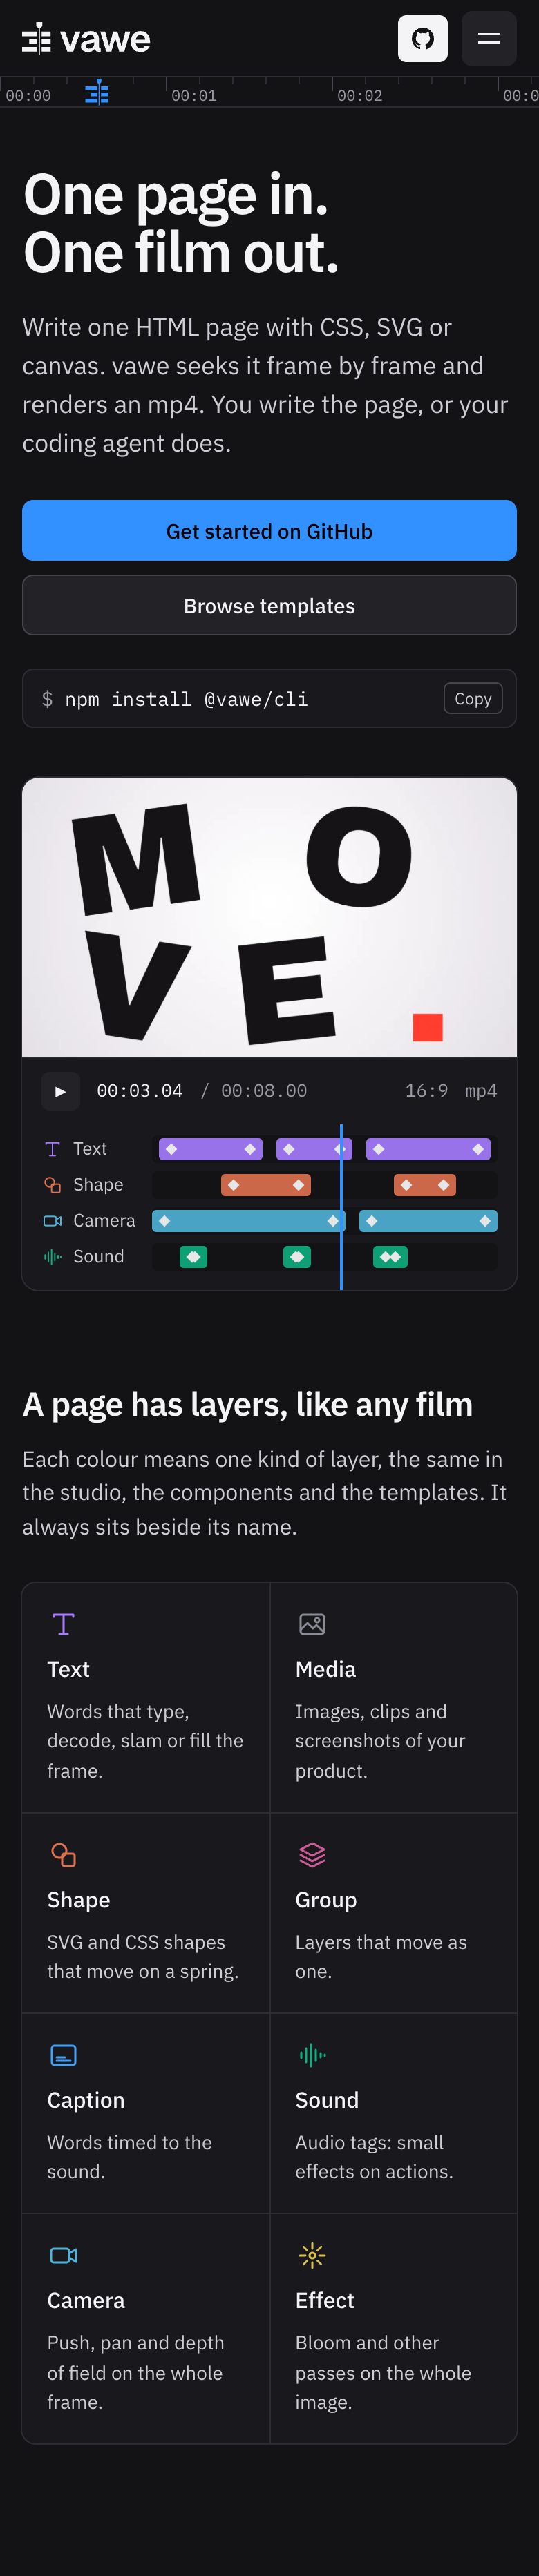 vawe
00:00 00:01 00:02 00:0
One page in.
One film out.
Write one HTML page with CSS, SVG or
canvas. vawe seeks it frame by frame and
renders an mp4. You write the page, or your
coding agent does.
Get started on GitHub
Browse templates
$ npm install @vawe/cli
Copy
M O
V E .
00:03.04 / 00:08.00 16:9 mp4
Text
Shape
Camera
Sound
A page has layers, like any film
Each colour means one kind of layer, the same in
the studio, the components and the templates. It
always sits beside its name.
Text
Words that type,
decode, slam or fill the
frame.
Media
Images, clips and
screenshots of your
product.
Shape
SVG and CSS shapes
that move on a spring.
Group
Layers that move as
one.
Caption
Words timed to the
sound.
Sound
Audio tags: small
effects on actions.
Camera
Push, pan and depth
of field on the whole
frame.
Effect
Bloom and other
passes on the whole
image.